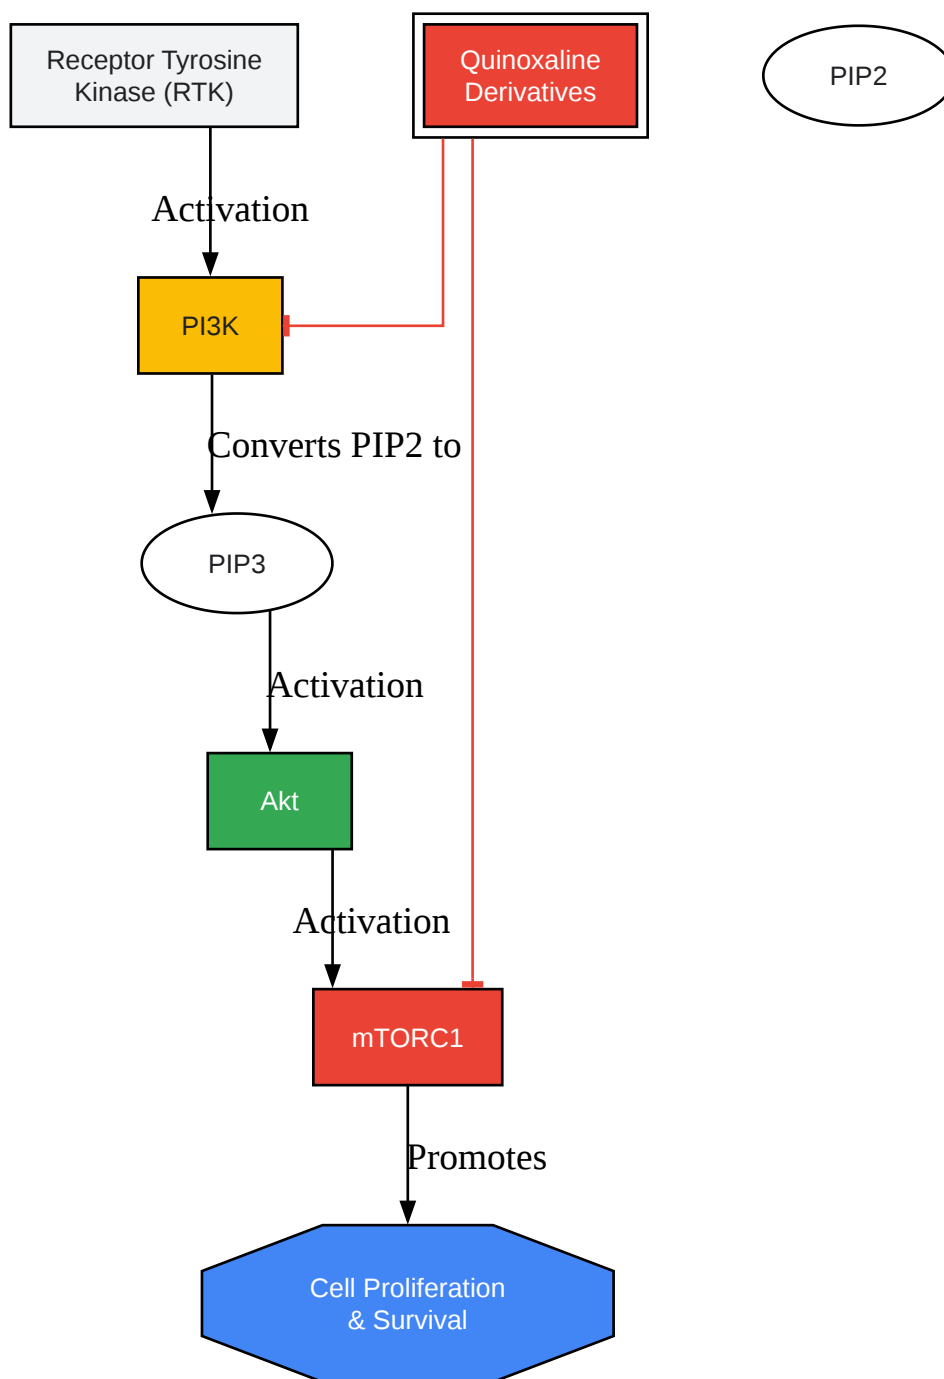 Receptor Tyrosine
Kinase (RTK)
Quinoxaline
Derivatives
PIP2
Activation
PI3K
Converts PIP2 to
PIP3
Activation
Akt
Activation
mTORC1
Promotes
Cell Proliferation
& Survival